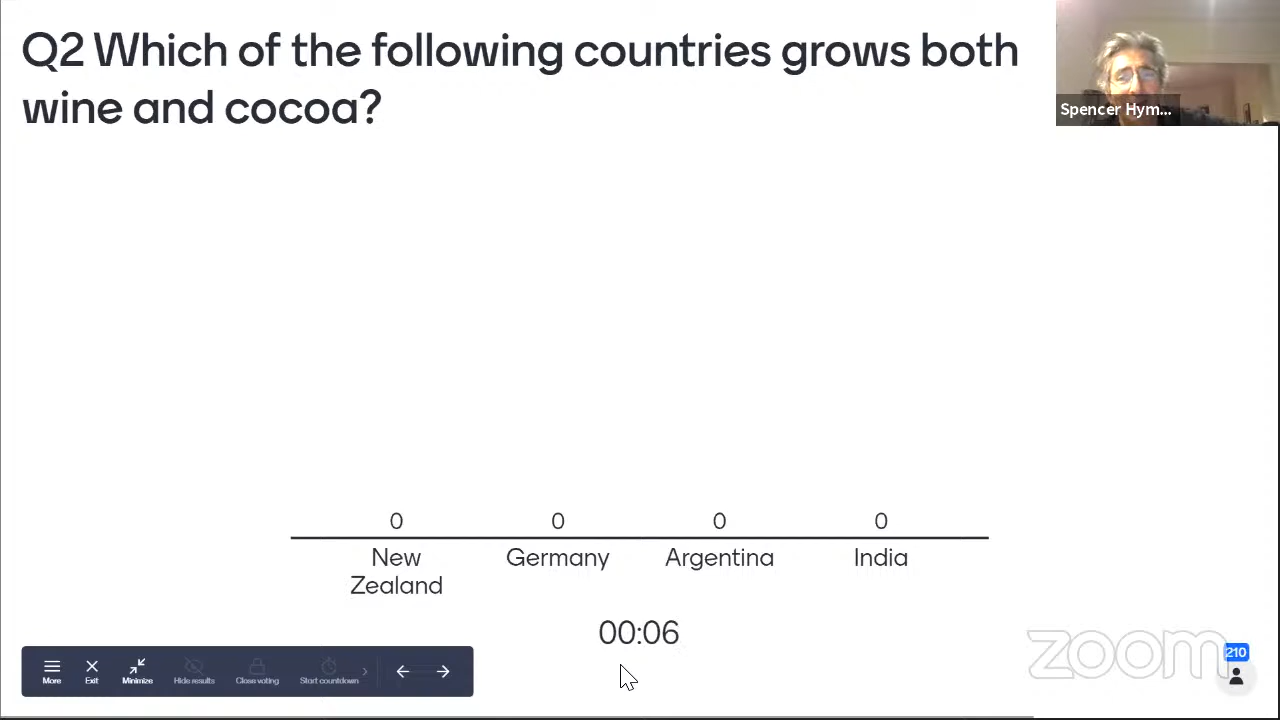 Q2 Which of the following countries grows both
wine and cocoa?
Spencer Hym...
0
0
0
0
New
Zealand
Germany
Argentina
India
00:06
More
Exit
Minimize
Hide results
Close voting
Start countdown
zoom
210